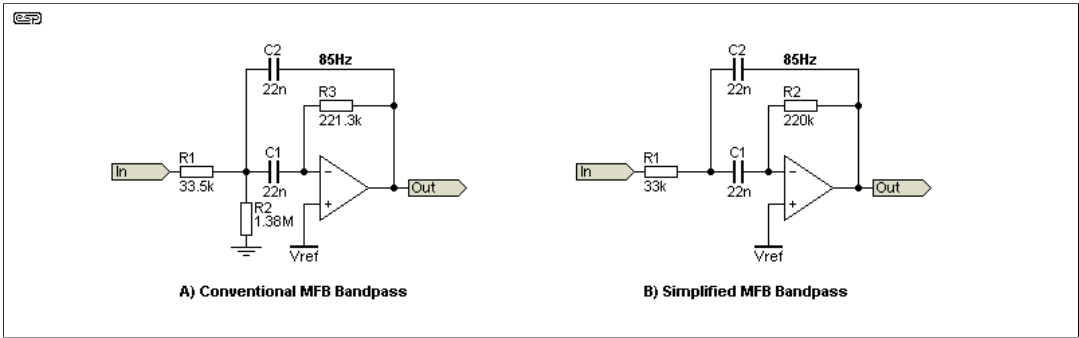 esp
C2
85Hz
22n
R3
221.3k
In
R1
33.5k
C1
22n
R2
1.38M
−
+
Out
Vref
A) Conventional MFB Bandpass
C2
85Hz
22n
R2
220k
In
R1
33k
C1
22n
−
+
Out
Vref
B) Simplified MFB Bandpass